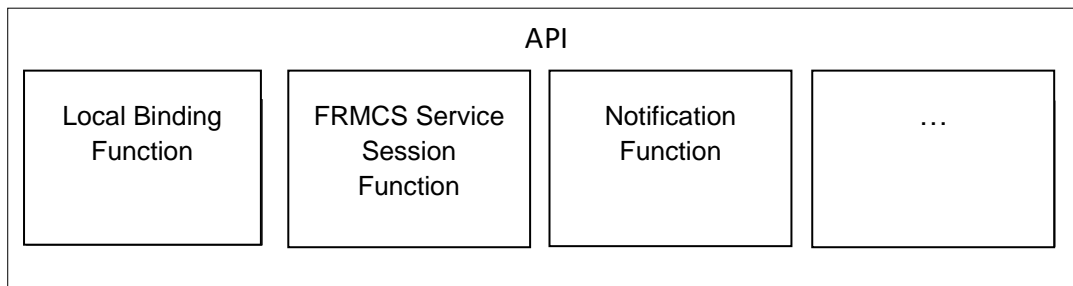 API
Local Binding
Function
FRMCS Service
Session
Function
Notification
Function
…